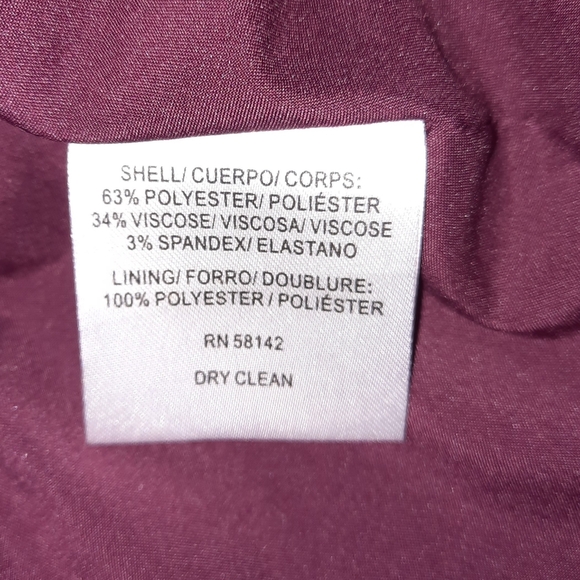 SHELL/ CUERPO/ CORPS:
63% POLYESTER/ POLIÉSTER
34% VISCOSE/ VISCOSA/ VISCOSE
3% SPANDEX/ ELASTANO
LINING/ FORRO/ DOUBLURE:
100% POLYESTER / POLIÉSTER
RN 58142
DRY CLEAN